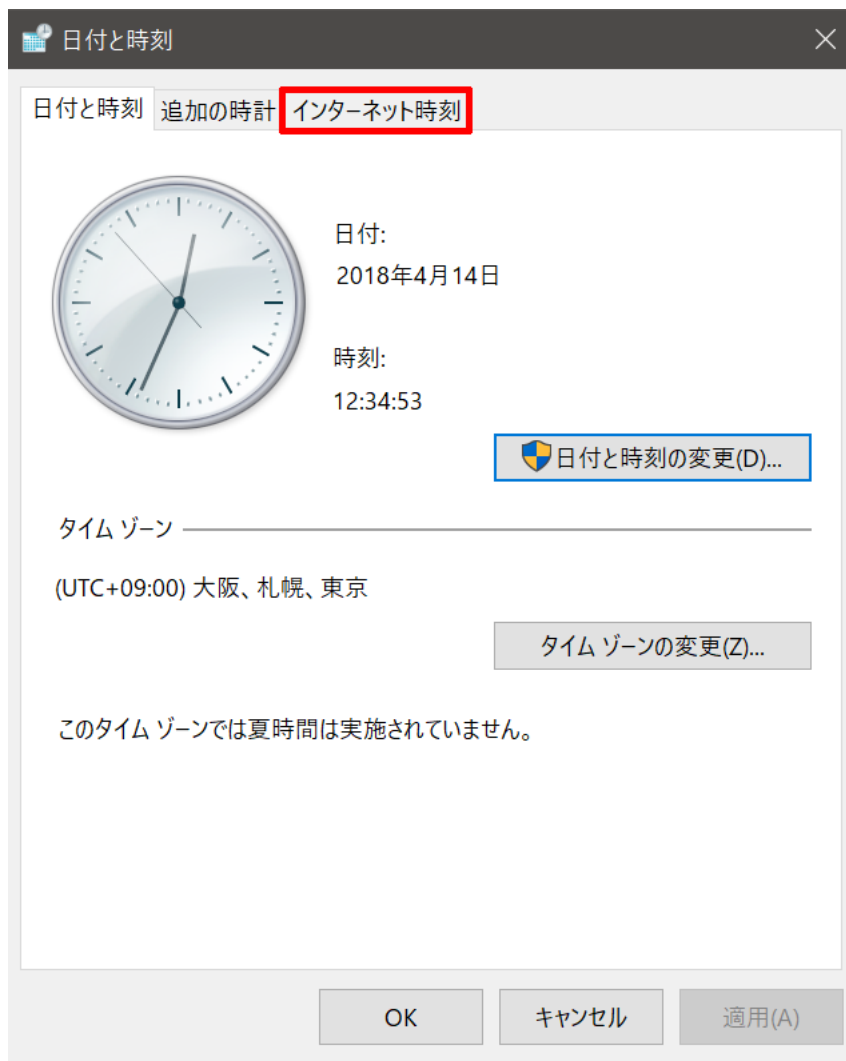 日付と時刻
日付と時刻 追加の時計 インターネット時刻
日付:
2018年4月14日
時刻:
12:34:53
日付と時刻の変更(D)...
タイム ゾーン
(UTC+09:00) 大阪、札幌、東京
タイム ゾーンの変更(Z)...
このタイム ゾーンでは夏時間は実施されていません。
OK キャンセル 適用(A)